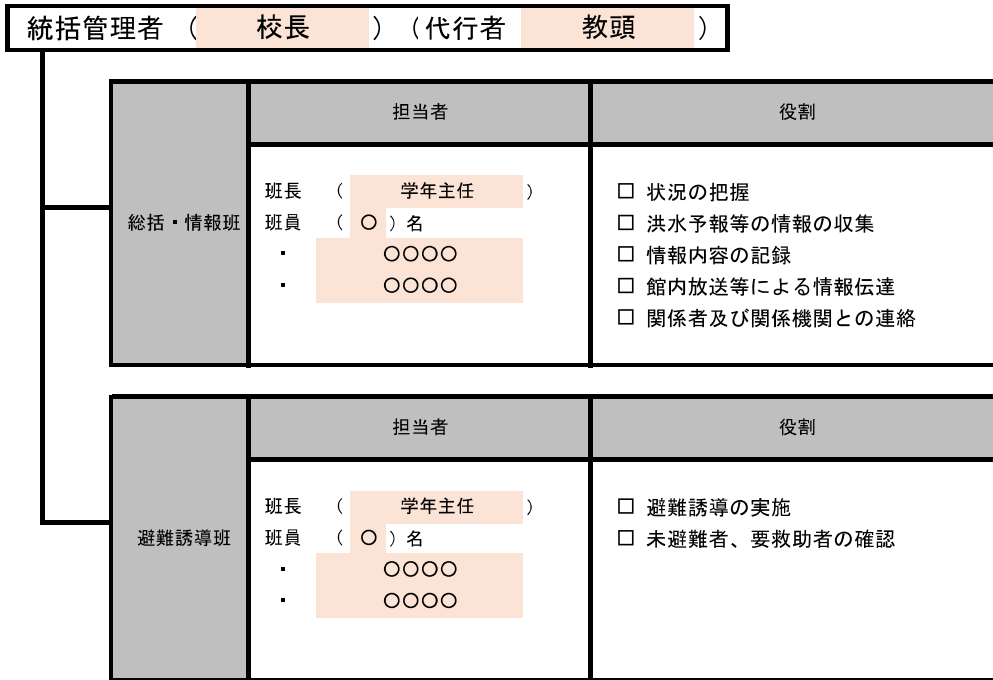 統括管理者 （ 校長 ）（代行者 教頭 ）
担当者 役割
総括・情報班
班長 （ 学年主任 ）
班員 （ 〇 ）名
・ 〇〇〇〇
・ 〇〇〇〇
□ 状況の把握
□ 洪水予報等の情報の収集
□ 情報内容の記録
□ 館内放送等による情報伝達
□ 関係者及び関係機関との連絡
担当者 役割
避難誘導班
班長 （ 学年主任 ）
班員 （ 〇 ）名
・ 〇〇〇〇
・ 〇〇〇〇
□ 避難誘導の実施
□ 未避難者、要救助者の確認